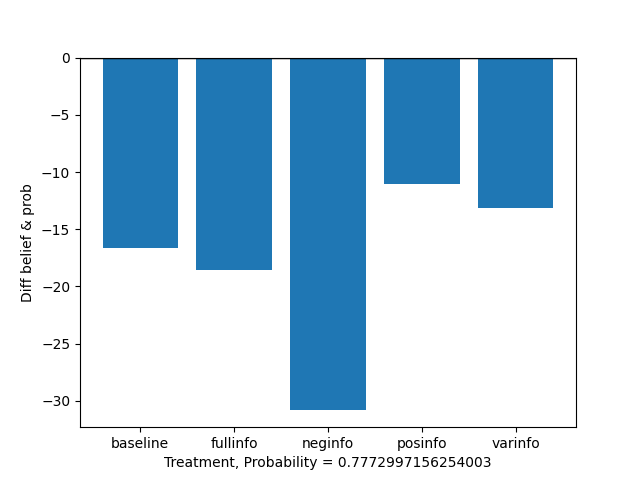 0
−5
−10
−15
−20
−25
−30
Diff belief & prob
baseline fullinfo neginfo posinfo varinfo
Treatment, Probability = 0.7772997156254003